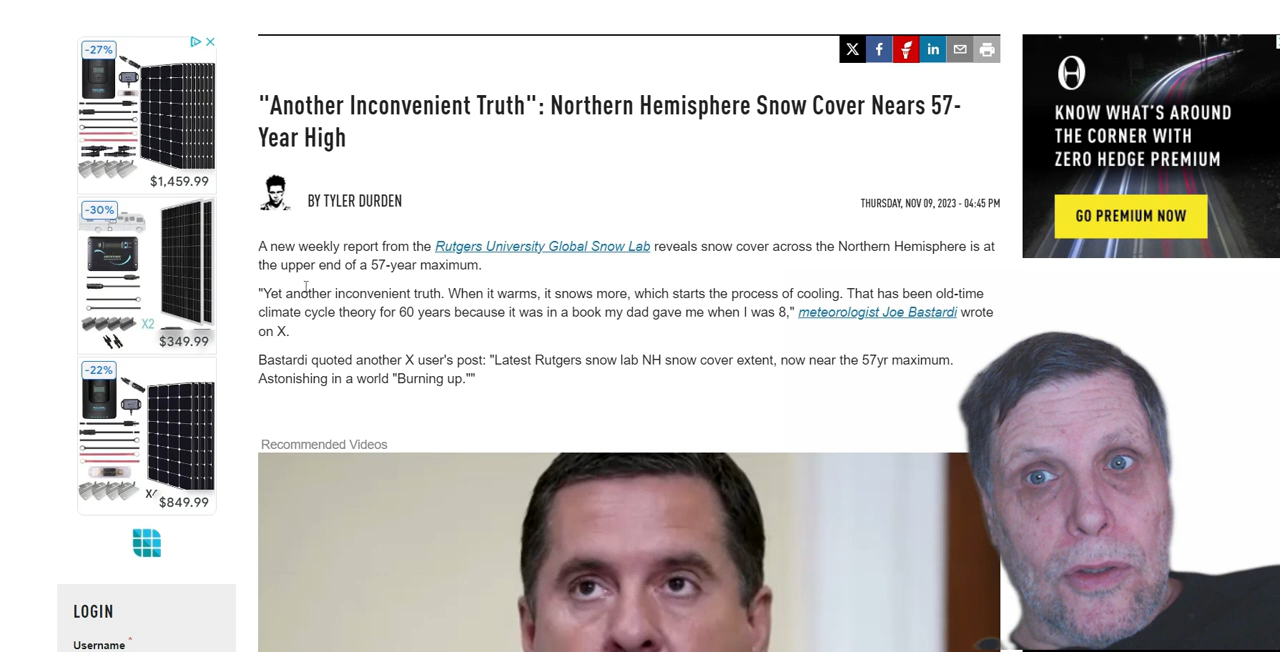 -27%
$1,459.99
-30%
X2
$349.99
-22%
$849.99
LOGIN
Username *
"Another Inconvenient Truth": Northern Hemisphere Snow Cover Nears 57-
Year High
BY TYLER DURDEN
THURSDAY, NOV 09, 2023 - 04:45 PM
A new weekly report from the Rutgers University Global Snow Lab reveals snow cover across the Northern Hemisphere is at
the upper end of a 57-year maximum.
"Yet another inconvenient truth. When it warms, it snows more, which starts the process of cooling. That has been old-time
climate cycle theory for 60 years because it was in a book my dad gave me when I was 8," meteorologist Joe Bastardi wrote
on X.
Bastardi quoted another X user's post: "Latest Rutgers snow lab NH snow cover extent, now near the 57yr maximum.
Astonishing in a world "Burning up.""
Recommended Videos
KNOW WHAT'S AROUND
THE CORNER WITH
ZERO HEDGE PREMIUM
GO PREMIUM NOW